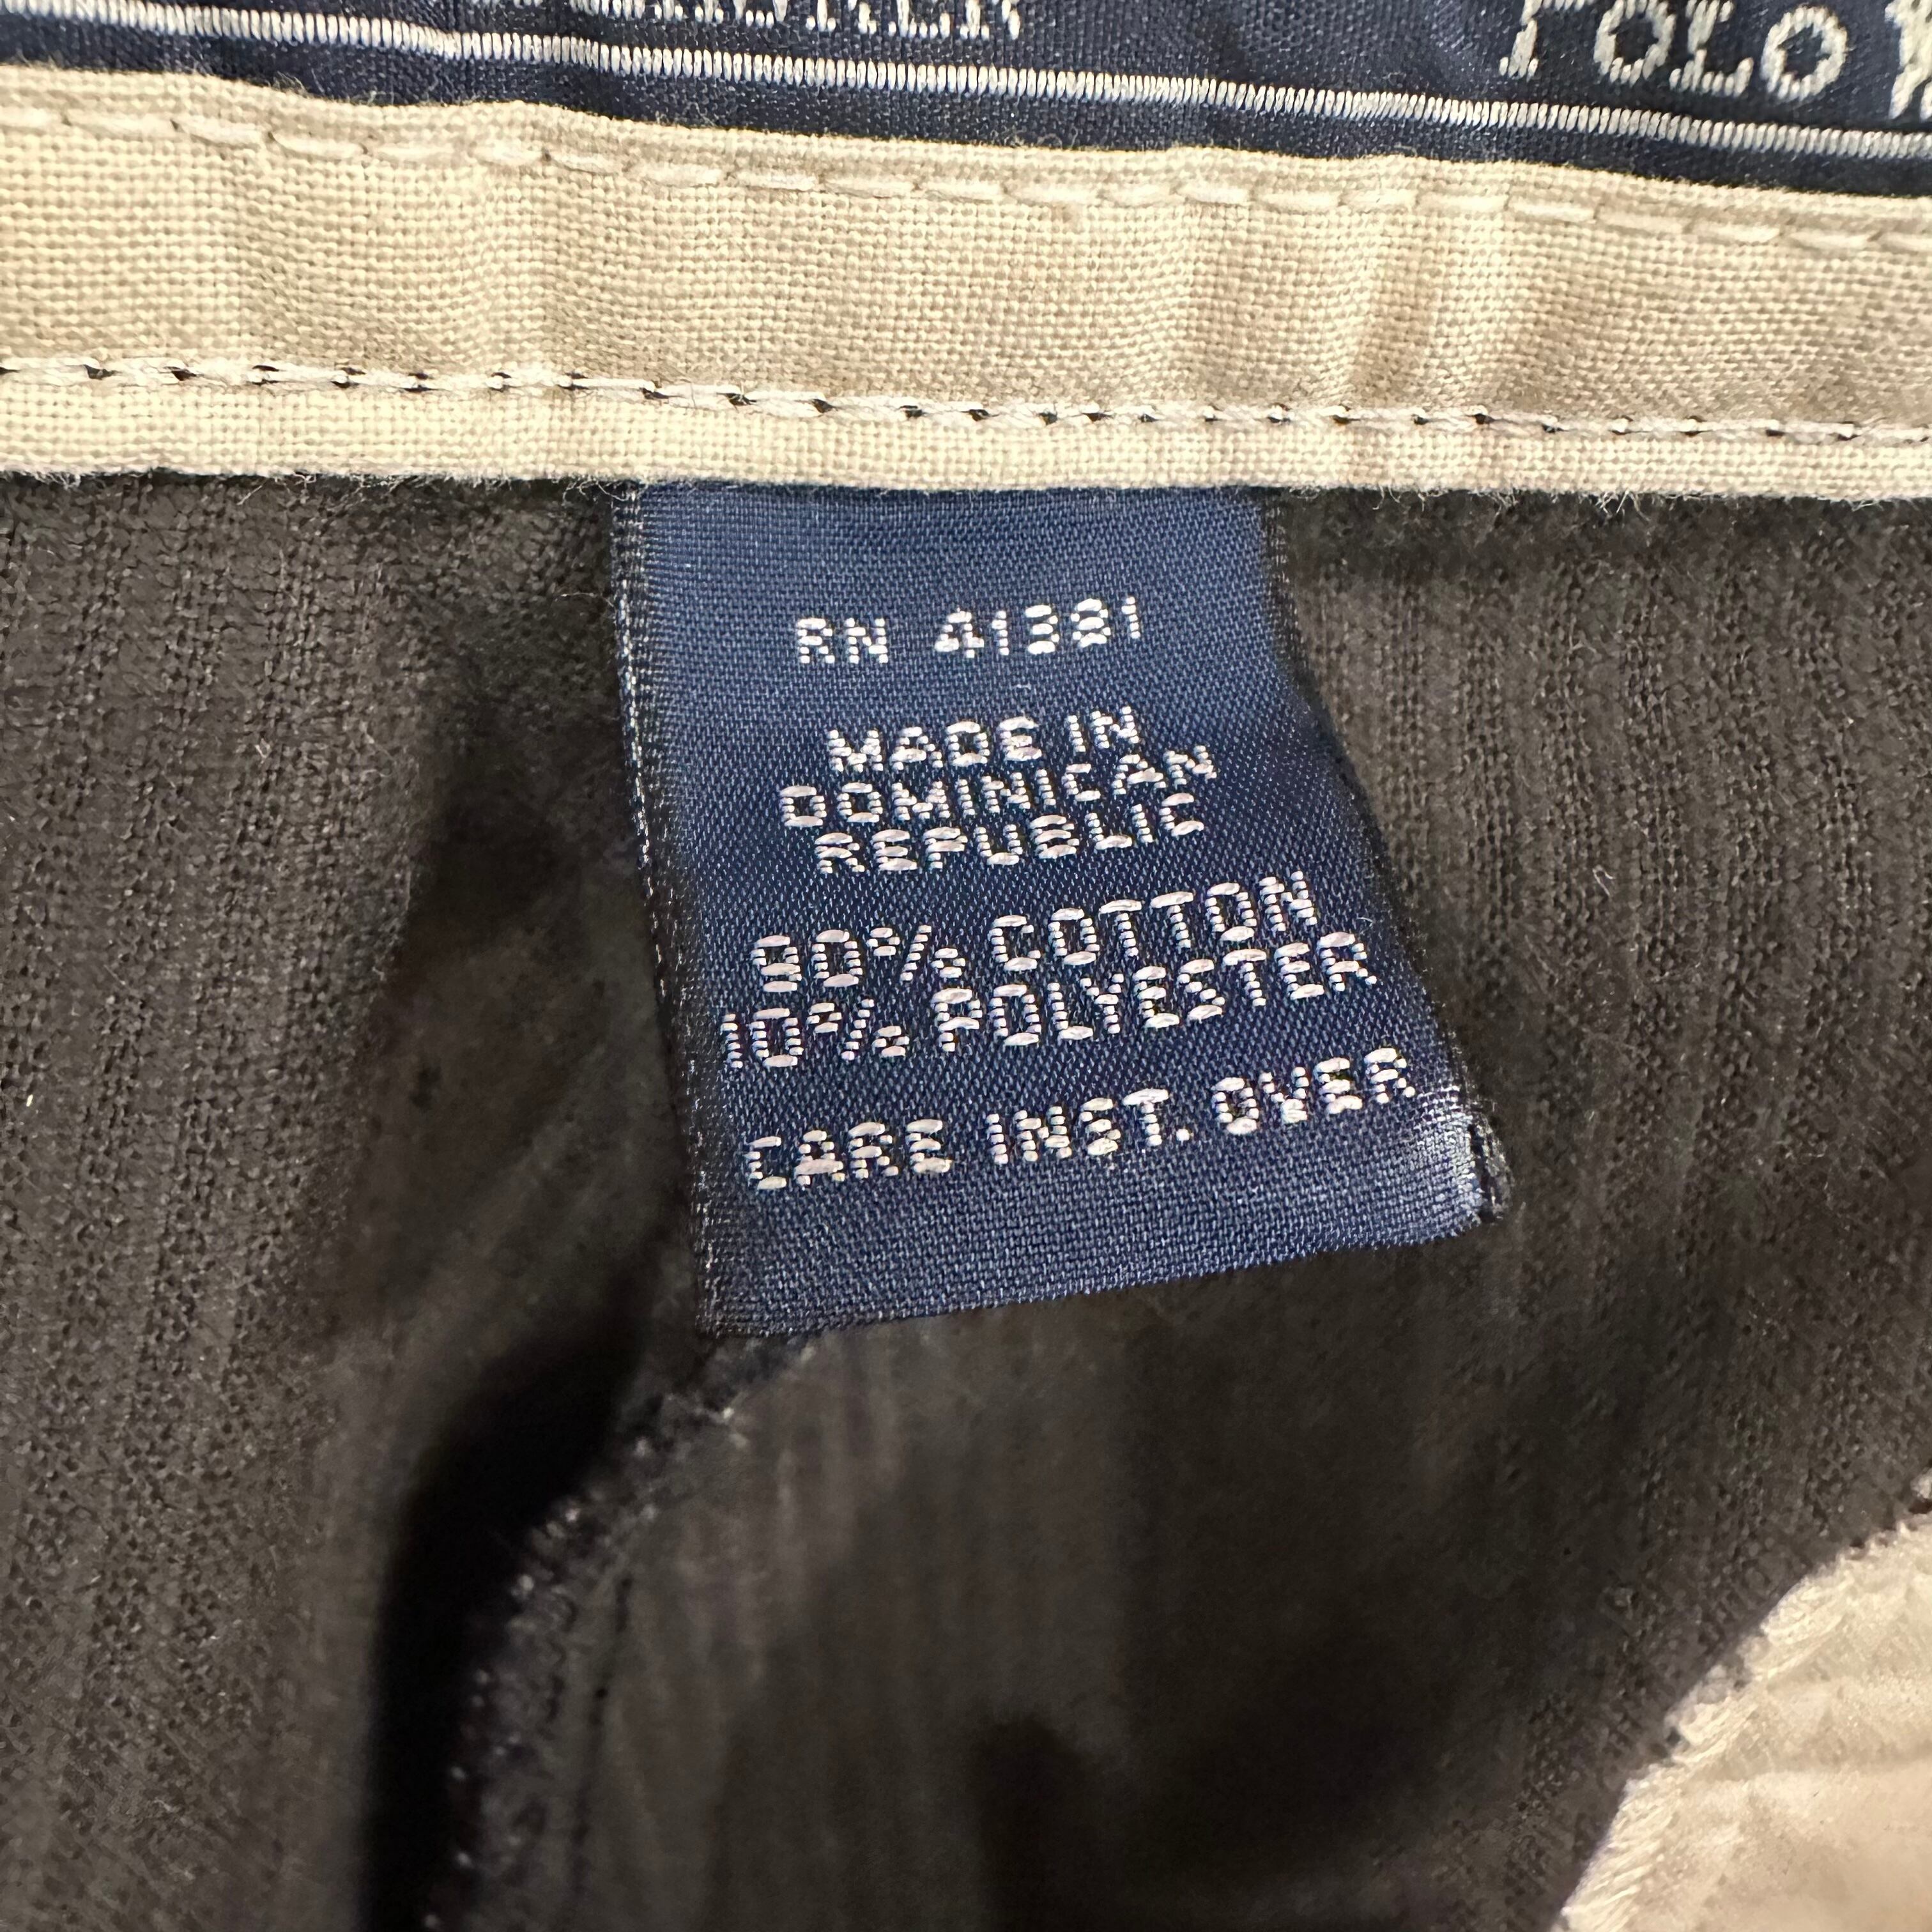 POLO
RN 41381
MADE IN
DOMINICAN
REPUBLIC
90% COTTON
10% POLYESTER
CARE INST. OVER